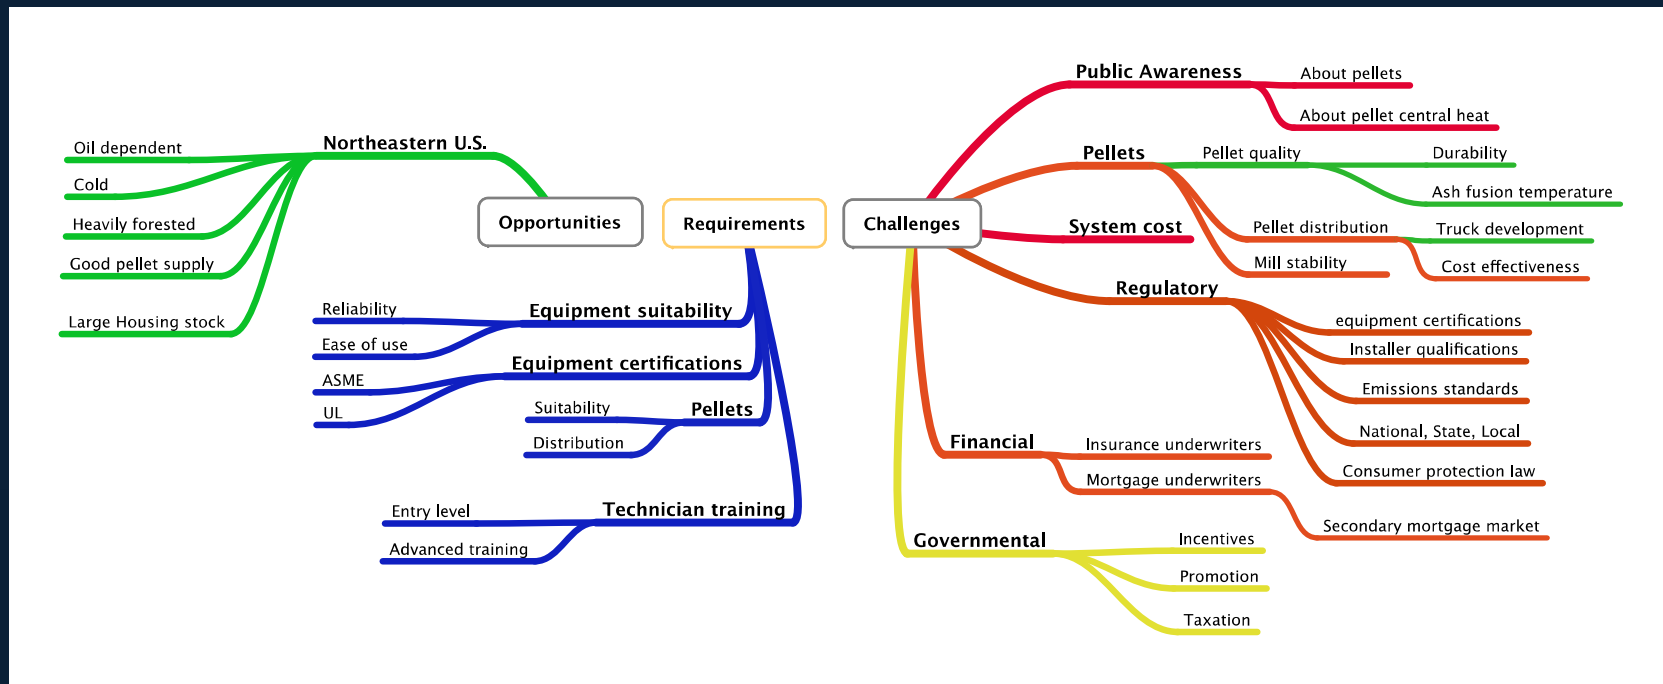 Opportunities
Northeastern U.S.
Oil dependent
Cold
Heavily forested
Good pellet supply
Large Housing stock
Requirements
Equipment suitability
Reliability
Ease of use
Equipment certifications
ASME
UL
Pellets
Suitability
Distribution
Technician training
Entry level
Advanced training
Challenges
Public Awareness
About pellets
About pellet central heat
Pellets
Pellet quality
Durability
Ash fusion temperature
Pellet distribution
Truck development
Cost effectiveness
Mill stability
System cost
Regulatory
equipment certifications
Installer qualifications
Emissions standards
National, State, Local
Consumer protection law
Financial
Insurance underwriters
Mortgage underwriters
Secondary mortgage market
Governmental
Incentives
Promotion
Taxation